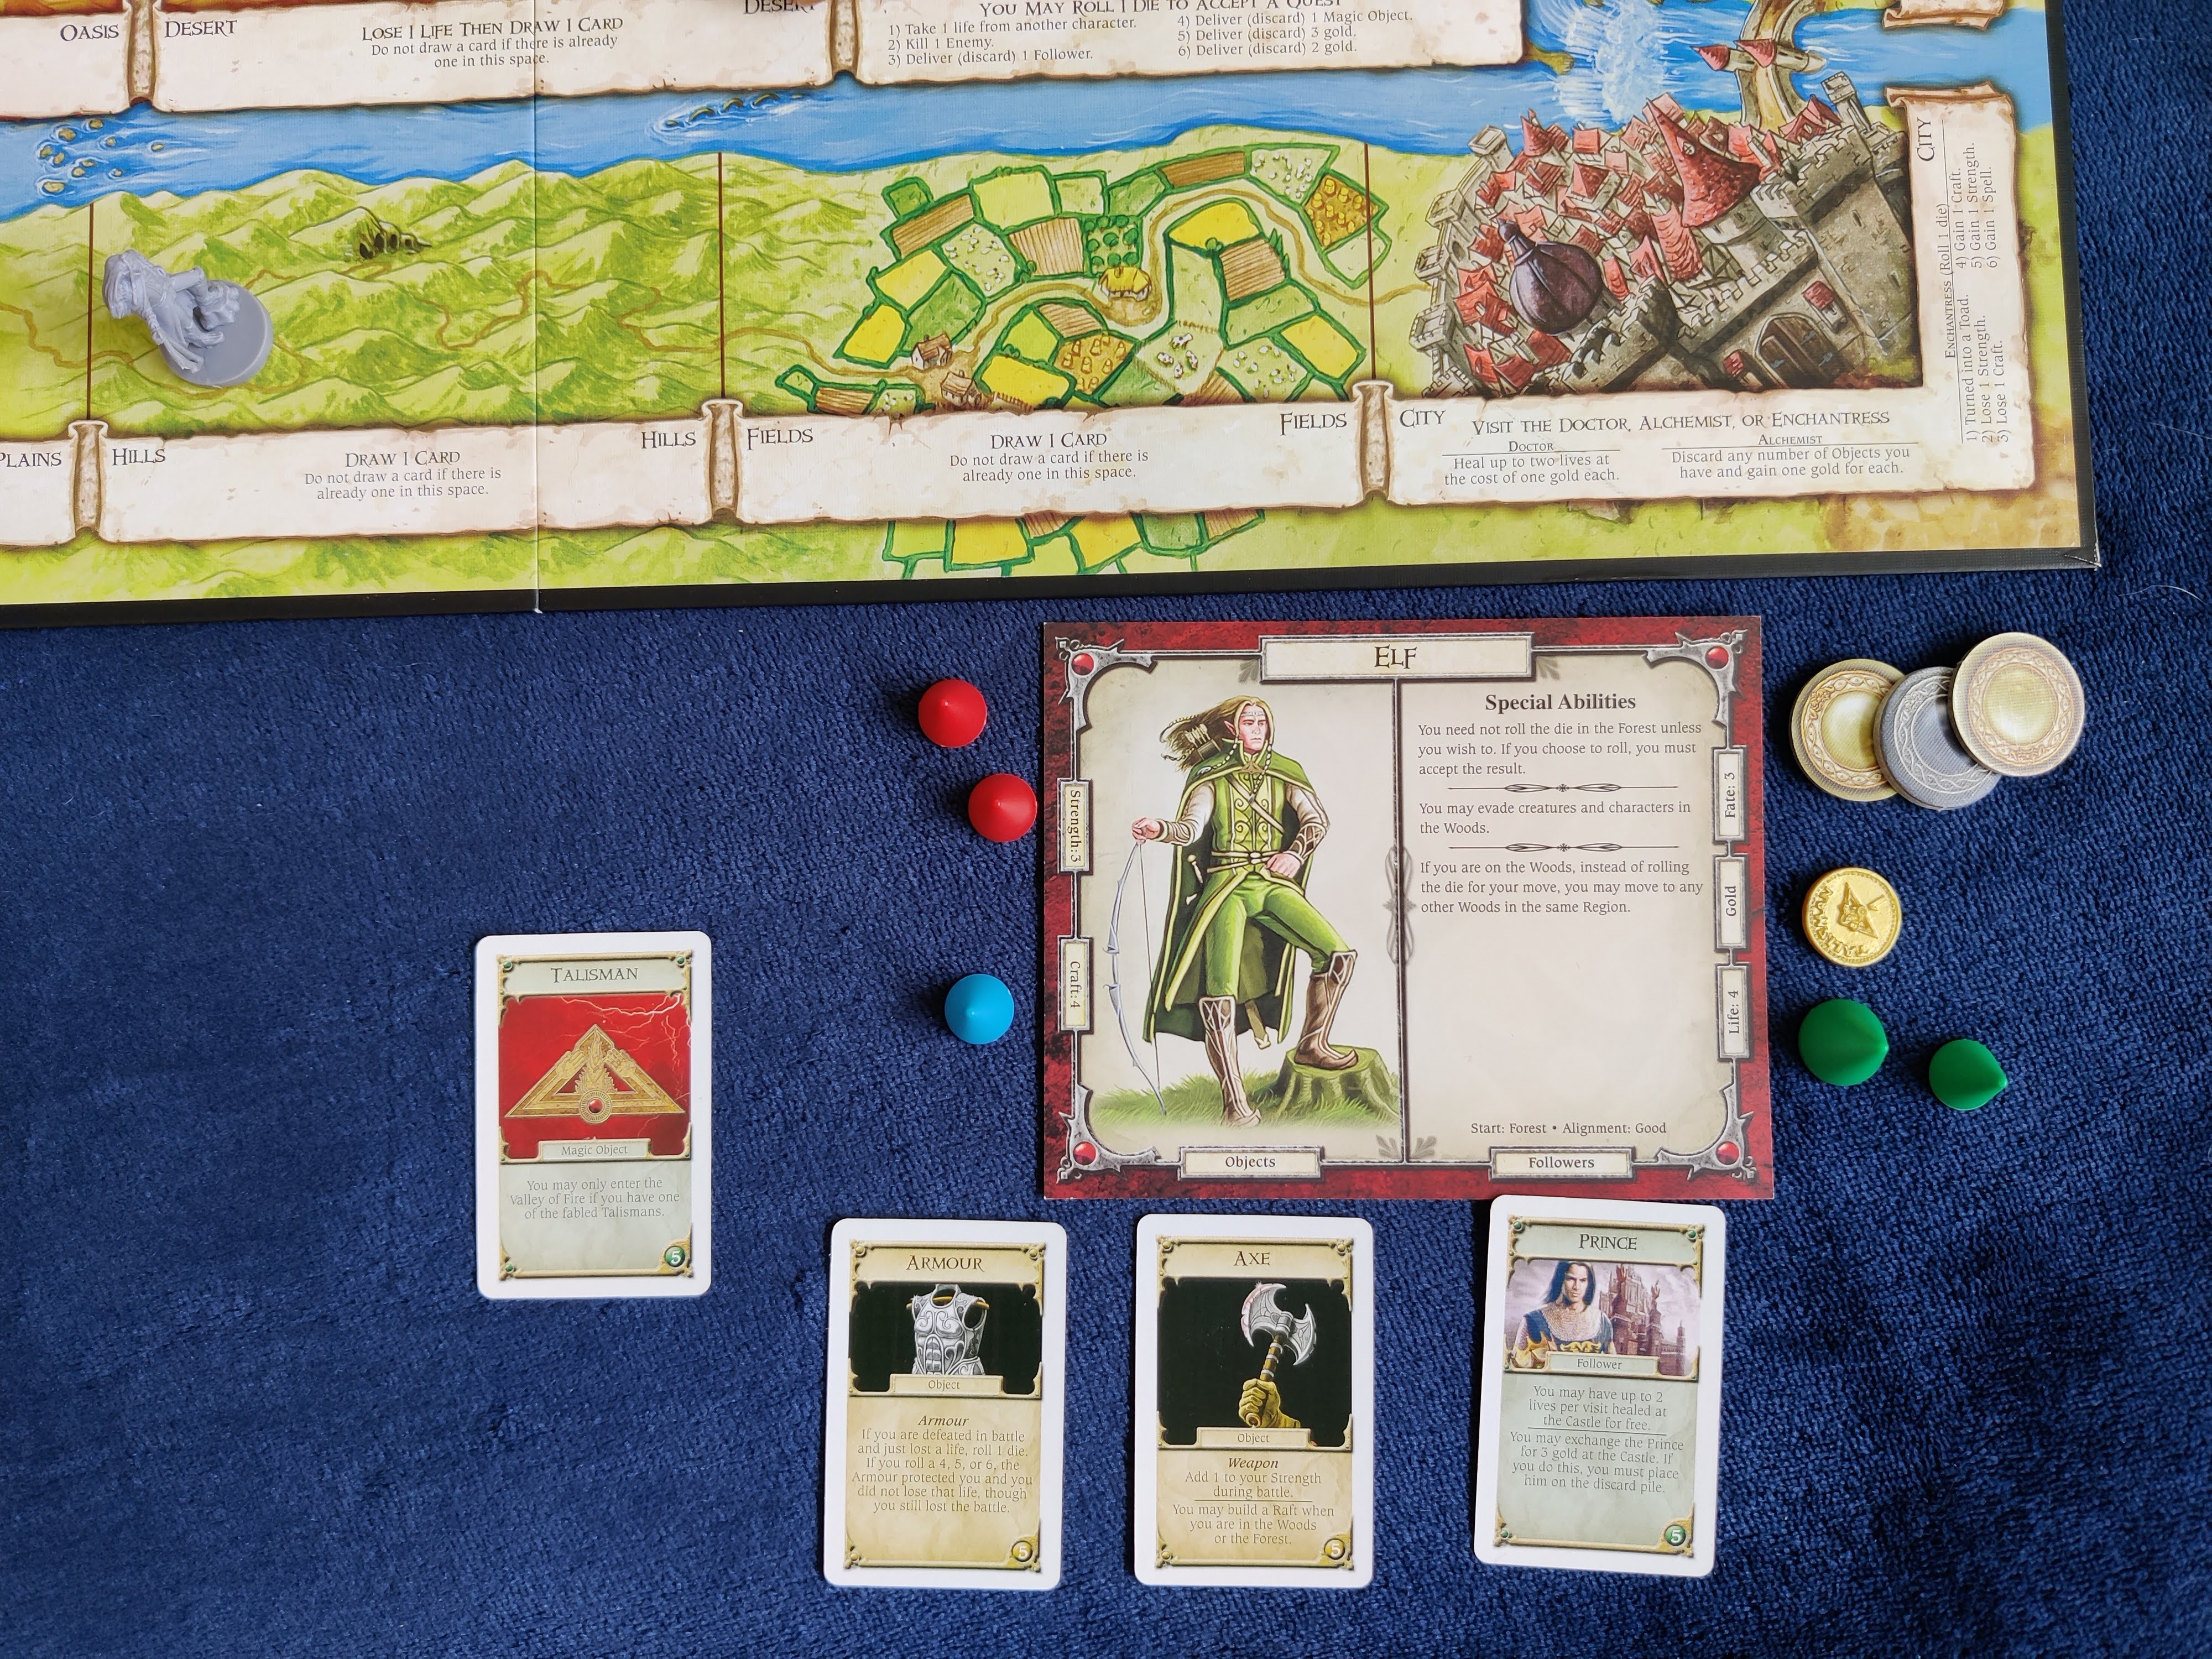 OASIS
DESERT
LOSE 1 LIFE THEN DRAW 1 CARD
Do not draw a card if there is already
one in this space.
DESERT
YOU MAY ROLL 1 DIE TO ACCEPT A QUEST
1) Take 1 life from another character.
2) Kill 1 Enemy.
3) Deliver (discard) 1 Follower.
4) Deliver (discard) 1 Magic Object.
5) Deliver (discard) 3 gold.
6) Deliver (discard) 2 gold.
PLAINS
HILLS
DRAW 1 CARD
Do not draw a card if there is
already one in this space.
HILLS
FIELDS
DRAW 1 CARD
Do not draw a card if there is
already one in this space.
FIELDS
CITY
VISIT THE DOCTOR, ALCHEMIST, OR ENCHANTRESS
DOCTOR
Heal up to two lives at
the cost of one gold each.
ALCHEMIST
Discard any number of Objects you
have and gain one gold for each.
CITY
ENCHANTRESS (Roll 1 die)
1) Turned into a Toad.
2) Lose 1 Strength.
3) Lose 1 Craft.
4) Gain 1 Craft.
5) Gain 1 Strength.
6) Gain 1 Spell.
ELF
Special Abilities
You need not roll the die in the Forest unless
you wish to. If you choose to roll, you must
accept the result.
You may evade creatures and characters in
the Woods.
If you are on the Woods, instead of rolling
the die for your move, you may move to any
other Woods in the same Region.
Start: Forest • Alignment: Good
Strength: 3
Craft: 4
Fate: 3
Gold
Life: 4
Objects
Followers
TALISMAN
TALISMAN
Magic Object
You may only enter the
Valley of Fire if you have one
of the fabled Talismans.
5
ARMOUR
Object
Armour
If you are defeated in battle
and just lost a life, roll 1 die.
If you roll a 4, 5, or 6, the
Armour protected you and you
did not lose that life, though
you still lost the battle.
5
AXE
Object
Weapon
Add 1 to your Strength
during battle.
You may build a Raft when
you are in the Woods
or the Forest.
5
PRINCE
Follower
You may have up to 2
lives per visit healed at
the Castle for free.
You may exchange the Prince
for 3 gold at the Castle. If
you do this, you must place
him on the discard pile.
5